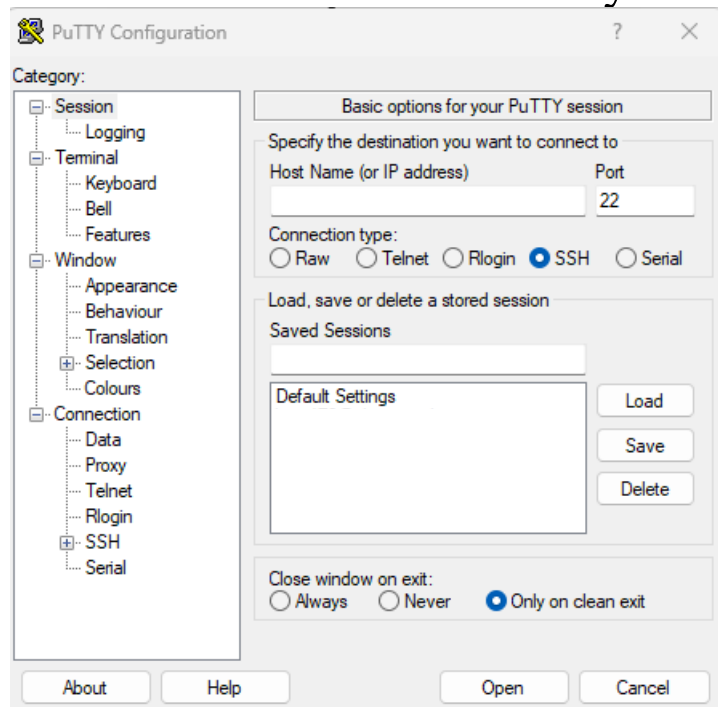 PuTTY Configuration ? ×
Category:
Session
Logging
Terminal
Keyboard
Bell
Features
Window
Appearance
Behaviour
Translation
Selection
Colours
Connection
Data
Proxy
Telnet
Rlogin
SSH
Serial
Basic options for your PuTTY session
Specify the destination you want to connect to
Host Name (or IP address) Port
22
Connection type:
Raw Telnet Rlogin SSH Serial
Load, save or delete a stored session
Saved Sessions
Default Settings
Load
Save
Delete
Close window on exit:
Always Never Only on clean exit
About Help Open Cancel